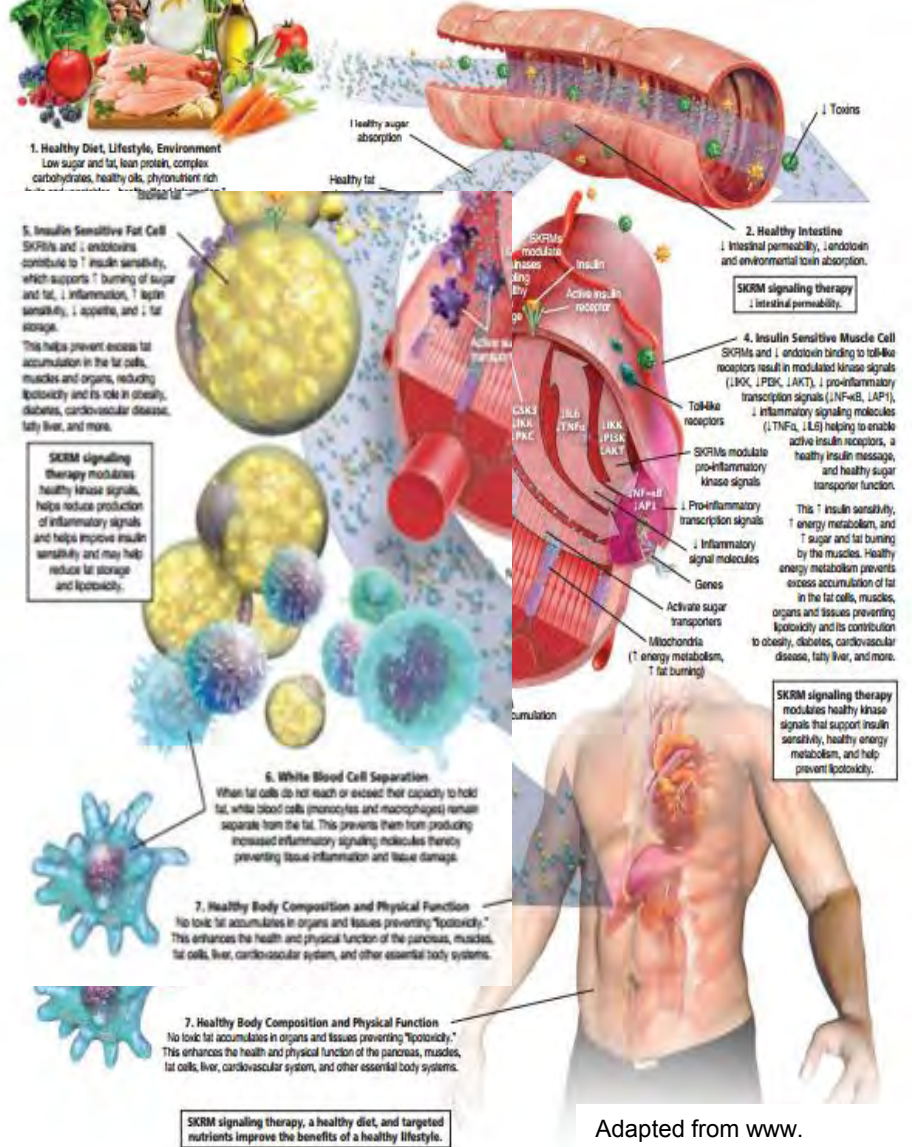 1. Healthy Diet, Lifestyle, Environment
Low sugar and fat, lean protein, complex
carbohydrates, healthy oils, phytonutrient rich
Healthy sugar
absorption
Healthy fat
↓ Toxins
2. Healthy Intestine
↓ Intestinal permeability, ↓endotoxin
and environmental toxin absorption.
SKRM signaling therapy
↓ intestinal permeability.
5. Insulin Sensitive Fat Cell
SKRMs and ↓ endotoxins
contribute to ↑ insulin sensitivity,
which supports ↑ burning of sugar
and fat, ↓ inflammation, ↑ leptin
sensitivity, ↓ appetite, and ↓ fat
storage.
This helps prevent excess fat
accumulation in the fat cells,
muscles and organs, reducing
lipotoxicity and its role in obesity,
diabetes, cardiovascular disease,
fatty liver, and more.
SKRM signaling
therapy modulates
healthy kinase signals,
helps reduce production
of inflammatory signals
and helps improve insulin
sensitivity and may help
reduce fat storage
and lipotoxicity.
SKRMs
modulate
Insulin
Active insulin
receptor
GSK3
↓IKK
↓PKC
↓IL6
↓TNFα
↓IKK
↓PI3K
↓AKT
↓NF-κB
↓AP1
Toll-like
receptors
SKRMs modulate
pro-inflammatory
kinase signals
↓ Pro-inflammatory
transcription signals
↓ Inflammatory
signal molecules
Genes
Activate sugar
transporters
Mitochondria
(↑ energy metabolism,
↑ fat burning)
4. Insulin Sensitive Muscle Cell
SKRMs and ↓ endotoxin binding to toll-like
receptors result in modulated kinase signals
(↓IKK, ↓PI3K, ↓AKT), ↓ pro-inflammatory
transcription signals (↓NF-κB, ↓AP1),
↓ inflammatory signaling molecules
(↓TNFα, ↓IL6) helping to enable
active insulin receptors, a
healthy insulin message,
and healthy sugar
transporter function.
This ↑ insulin sensitivity,
↑ energy metabolism, and
↑ sugar and fat burning
by the muscles. Healthy
energy metabolism prevents
excess accumulation of fat
in the fat cells, muscles,
organs and tissues preventing
lipotoxicity and its contribution
to obesity, diabetes, cardiovascular
disease, fatty liver, and more.
SKRM signaling therapy
modulates healthy kinase
signals that support insulin
sensitivity, healthy energy
metabolism, and help
prevent lipotoxicity.
6. White Blood Cell Separation
When fat cells do not reach or exceed their capacity to hold
fat, white blood cells (monocytes and macrophages) remain
separate from the fat. This prevents them from producing
increased inflammatory signaling molecules thereby
preventing tissue inflammation and tissue damage.
7. Healthy Body Composition and Physical Function
No toxic fat accumulates in organs and tissues preventing "lipotoxicity."
This enhances the health and physical function of the pancreas, muscles,
fat cells, liver, cardiovascular system, and other essential body systems.
7. Healthy Body Composition and Physical Function
No toxic fat accumulates in organs and tissues preventing "lipotoxicity."
This enhances the health and physical function of the pancreas, muscles,
fat cells, liver, cardiovascular system, and other essential body systems.
SKRM signaling therapy, a healthy diet, and targeted
nutrients improve the benefits of a healthy lifestyle.
Adapted from www.